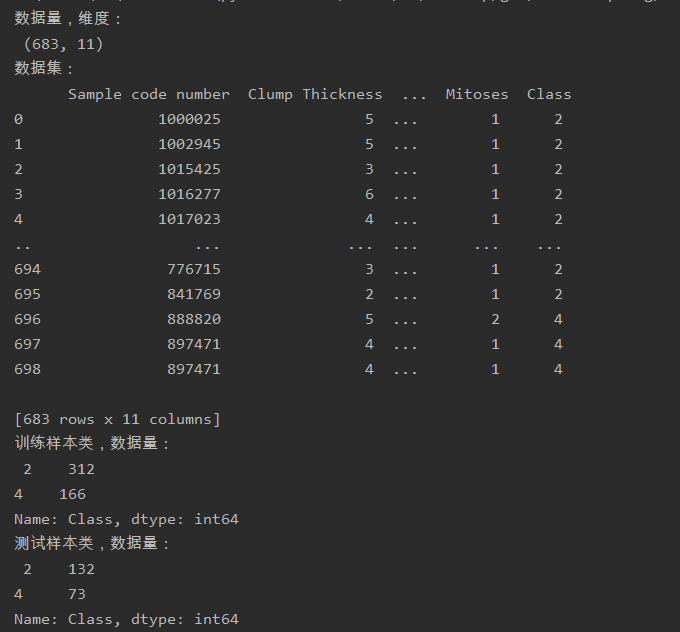 数据量，维度：
(683, 11)
数据集：
Sample code number  Clump Thickness  ...  Mitoses  Class
0                1000025                5  ...        1      2
1                1002945                5  ...        1      2
2                1015425                3  ...        1      2
3                1016277                6  ...        1      2
4                1017023                4  ...        1      2
..                   ...              ...  ...      ...    ...
694               776715                3  ...        1      2
695               841769                2  ...        1      2
696               888820                5  ...        2      4
697               897471                4  ...        1      4
698               897471                4  ...        1      4
[683 rows x 11 columns]
训练样本类，数据量：
2    312
4    166
Name: Class, dtype: int64
测试样本类，数据量：
2    132
4     73
Name: Class, dtype: int64